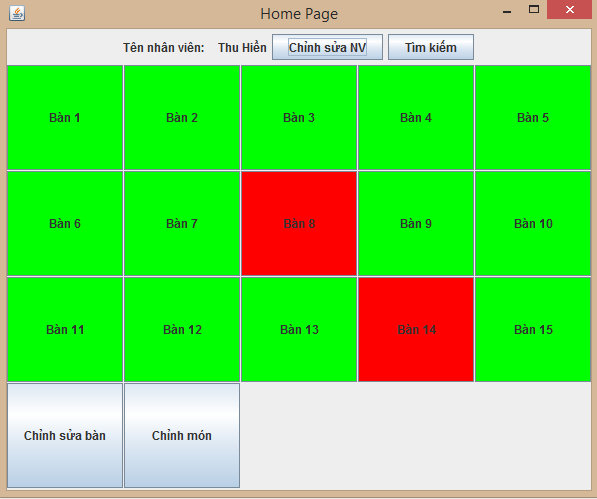 Home Page
Tên nhân viên: Thu Hiền Chỉnh sửa NV Tìm kiếm
Bàn 1 Bàn 2 Bàn 3 Bàn 4 Bàn 5
Bàn 6 Bàn 7 Bàn 8 Bàn 9 Bàn 10
Bàn 11 Bàn 12 Bàn 13 Bàn 14 Bàn 15
Chỉnh sửa bàn Chỉnh món